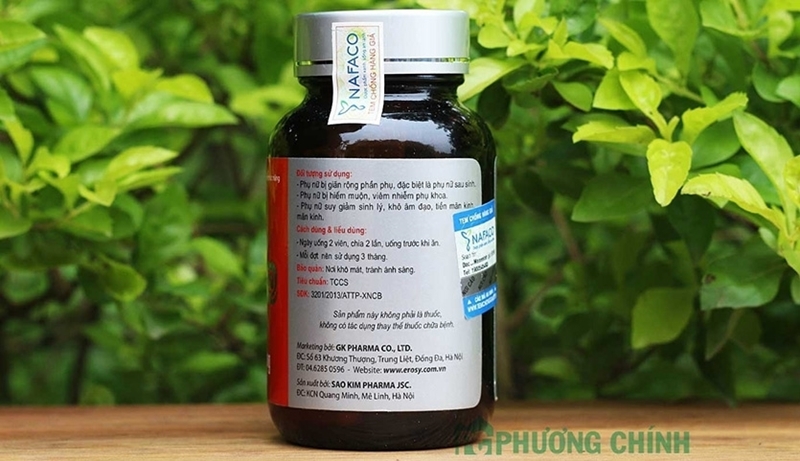 NAFACO
TEM CHỐNG HÀNG GIẢ
Đối tượng sử dụng:
- Phụ nữ bị giãn rộng phần phụ, đặc biệt là phụ nữ sau sinh.
- Phụ nữ bị hiếm muộn, viêm nhiễm phụ khoa.
- Phụ nữ suy giảm sinh lý, khô âm đạo, tiền mãn kinh
mãn kinh.
Cách dùng & liều dùng:
- Ngày uống 2 viên, chia 2 lần, uống trước khi ăn.
- Mỗi đợt nên sử dụng 3 tháng.
Bảo quản: Nơi khô mát, tránh ánh sáng.
Tiêu chuẩn: TCCS
SĐK: 3201/2013/ATTP-XNCB
Sản phẩm này không phải là thuốc,
không có tác dụng thay thế thuốc chữa bệnh.
Marketing bởi: GK PHARMA CO., LTD.
ĐC: Số 63 Khương Thượng, Trung Liệt, Đống Đa, Hà Nội
ĐT: 04.6285 0596 - Website: www.erosy.com.vn
Sản xuất bởi: SAO KIM PHARMA JSC.
ĐC: KCN Quang Minh, Mê Linh, Hà Nội
TEM CHỐNG HÀNG GIẢ
NAFACO
PHƯƠNG CHÍNH